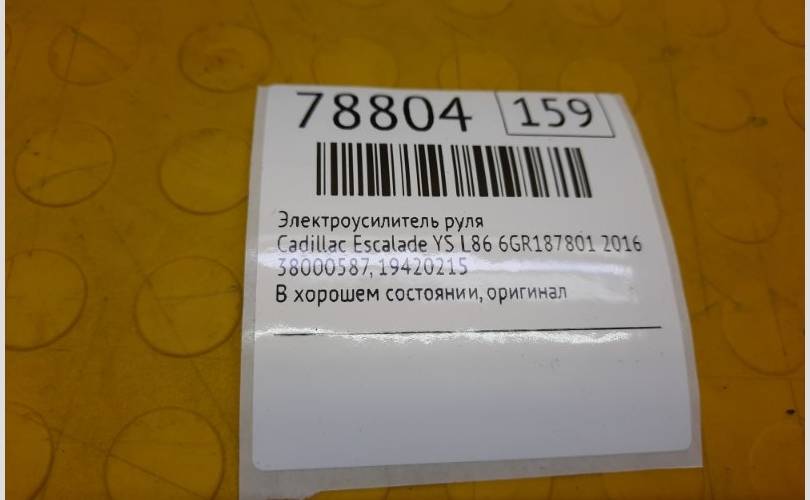 78804 159
Электроусилитель руля
Cadillac Escalade YS L86 6GR187801 2016
38000587, 19420215
В хорошем состоянии, оригинал